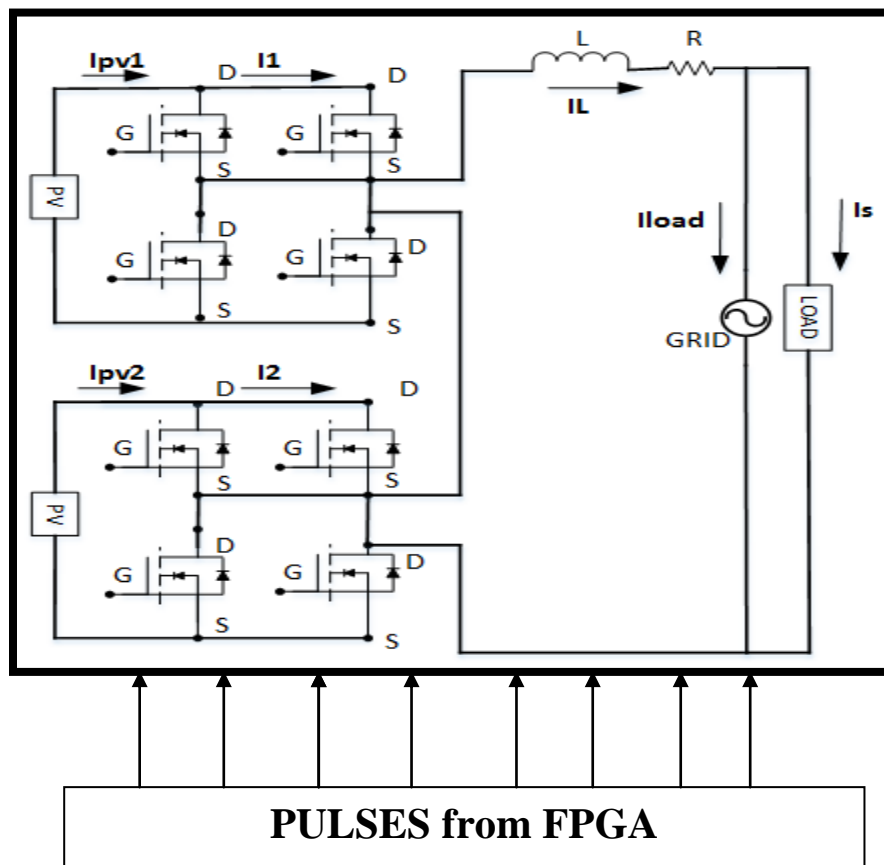 L R
Ipv1 D I1 D
IL
G G
S S
PV
Iload Is
D
G G D
S S
GRID LOAD
Ipv2 D I2 D
G G
S S
PV
D D
G G
S S
PULSES from FPGA